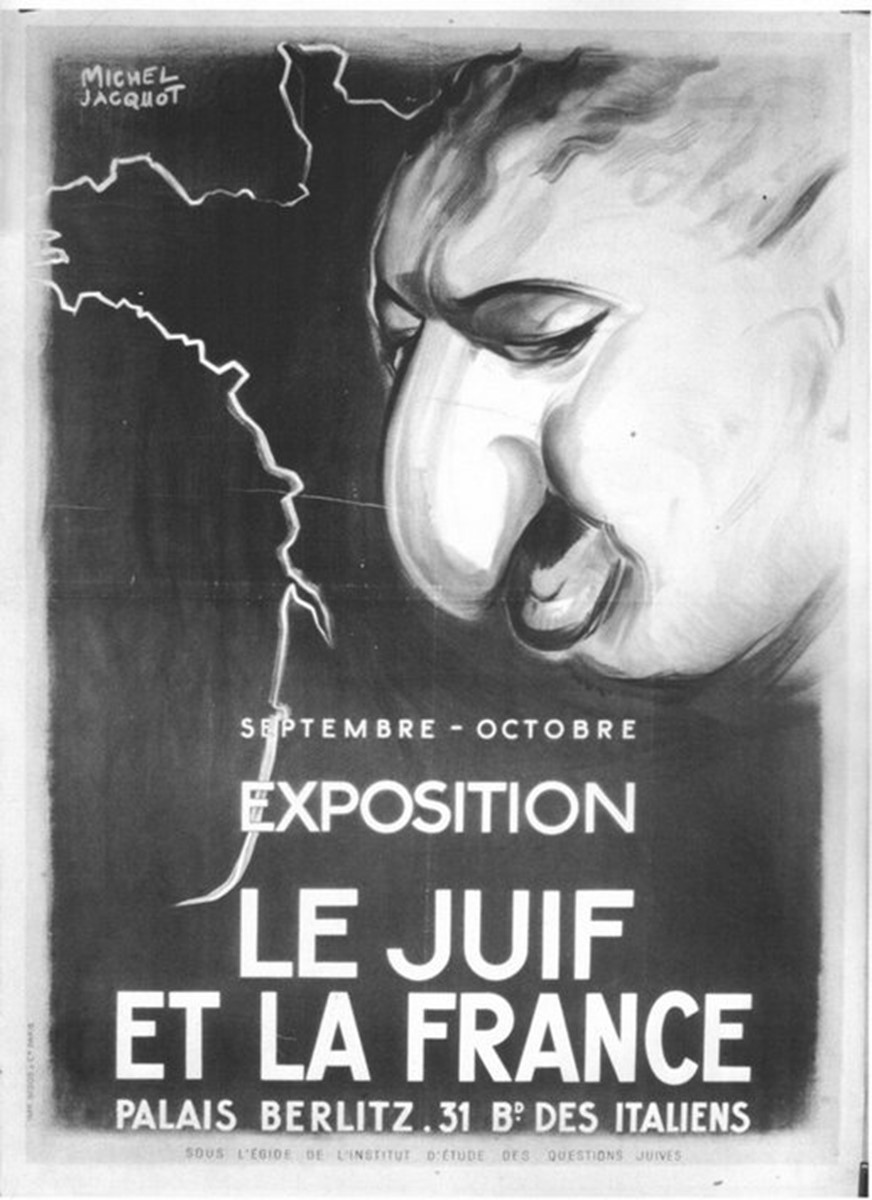 MICHEL
JACQUOT
SEPTEMBRE - OCTOBRE
EXPOSITION
LE JUIF
ET LA FRANCE
PALAIS BERLITZ . 31 Bᴰ DES ITALIENS
SOUS L'ÉGIDE DE L'INSTITUT D'ÉTUDE DES QUESTIONS JUIVES